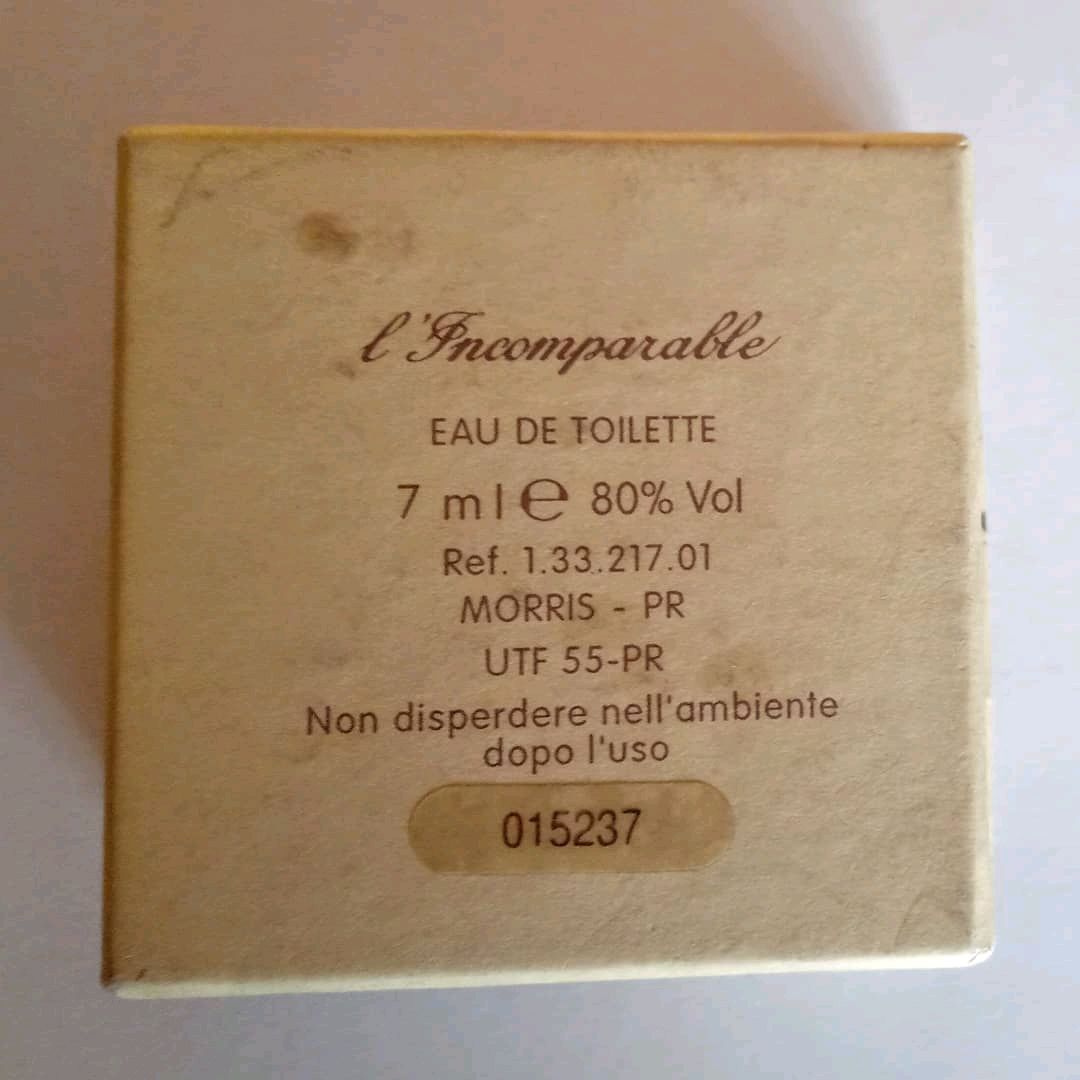 l'Incomparable
EAU DE TOILETTE
7 ml ℮ 80% Vol
Ref. 1.33.217.01
MORRIS - PR
UTF 55-PR
Non disperdere nell'ambiente
dopo l'uso
015237